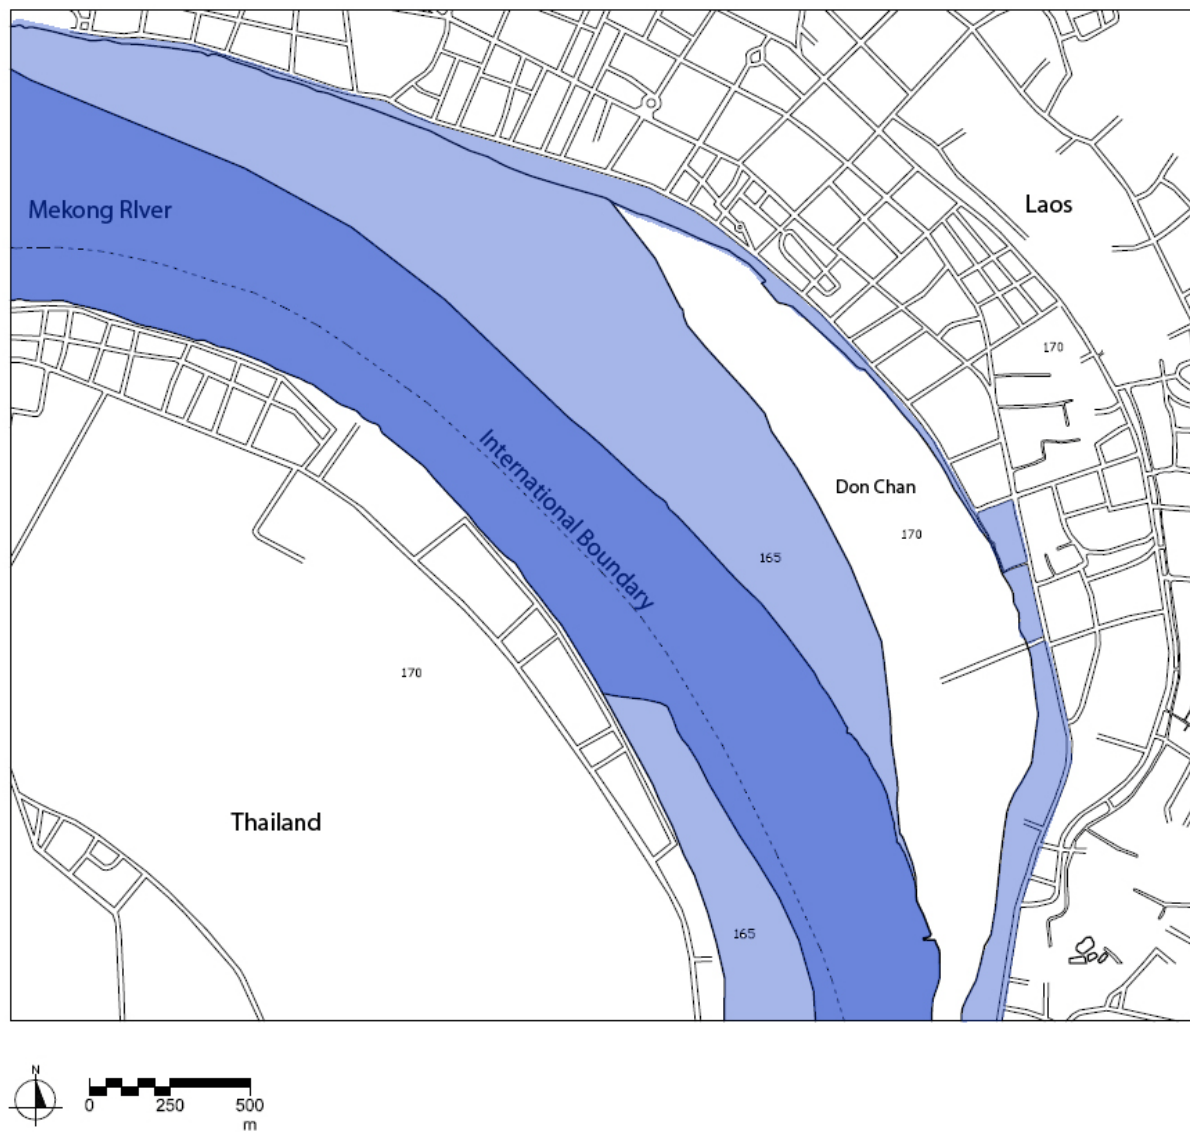 Mekong RIver
Laos
170
International Boundary
Don Chan
165
170
170
Thailand
165
N
0 250 500
m